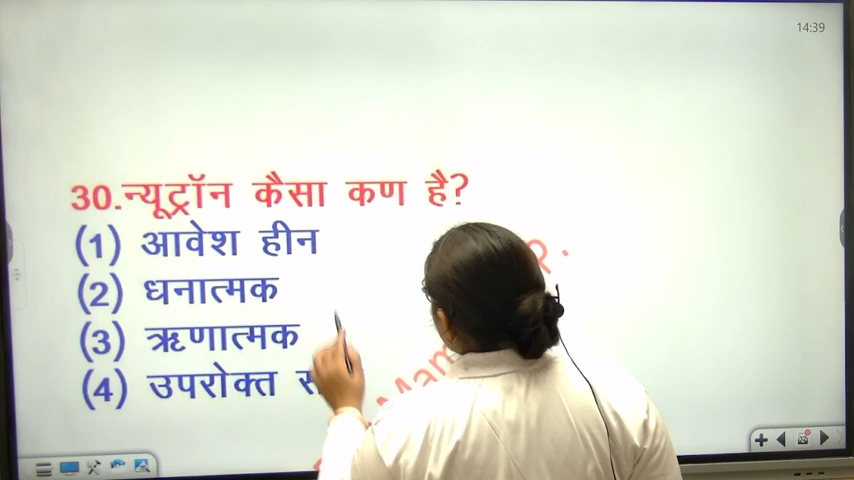 14:39
30.न्यूट्रॉन कैसा कण है?
(1) आवेश हीन
(2) धनात्मक
(3) ऋणात्मक
(4) उपरोक्त